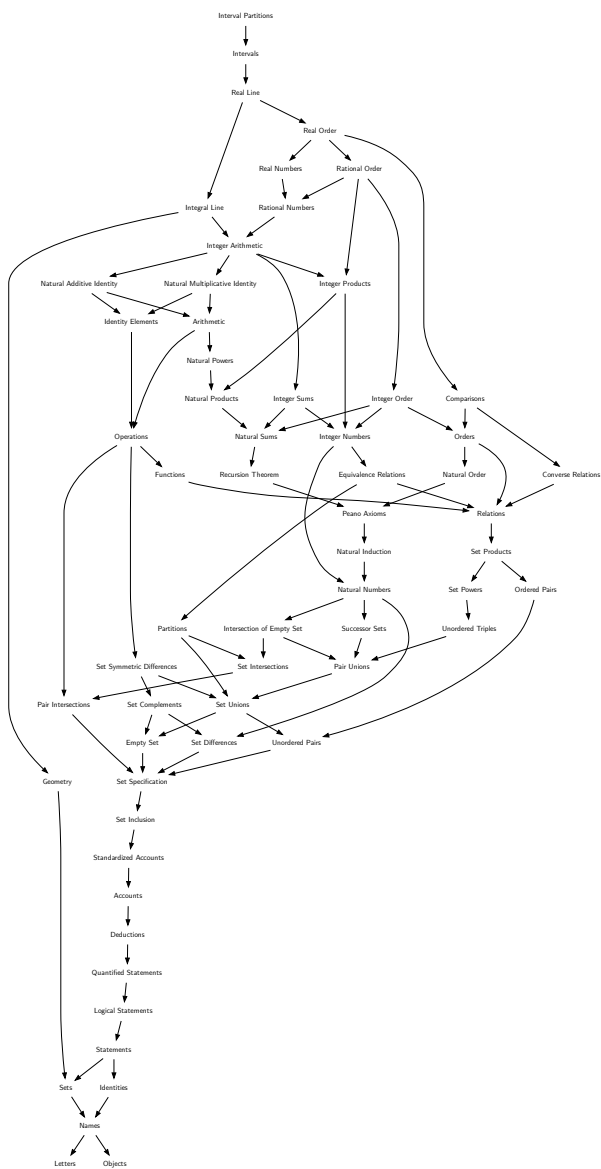 Interval Partitions
Intervals
Real Line
Real Order
Real Numbers Rational Order
Integral Line Rational Numbers
Integer Arithmetic
Natural Additive Identity Natural Multiplicative Identity Integer Products
Identity Elements Arithmetic
Natural Powers
Natural Products Integer Sums Integer Order Comparisons
Operations Natural Sums Integer Numbers Orders
Functions Recursion Theorem Equivalence Relations Natural Order Converse Relations
Peano Axioms Relations
Natural Induction Set Products
Natural Numbers Set Powers Ordered Pairs
Partitions Intersection of Empty Set Successor Sets Unordered Triples
Set Symmetric Differences Set Intersections Pair Unions
Pair Intersections Set Complements Set Unions
Empty Set Set Differences Unordered Pairs
Geometry Set Specification
Set Inclusion
Standardized Accounts
Accounts
Deductions
Quantified Statements
Logical Statements
Statements
Sets Identities
Names
Letters Objects